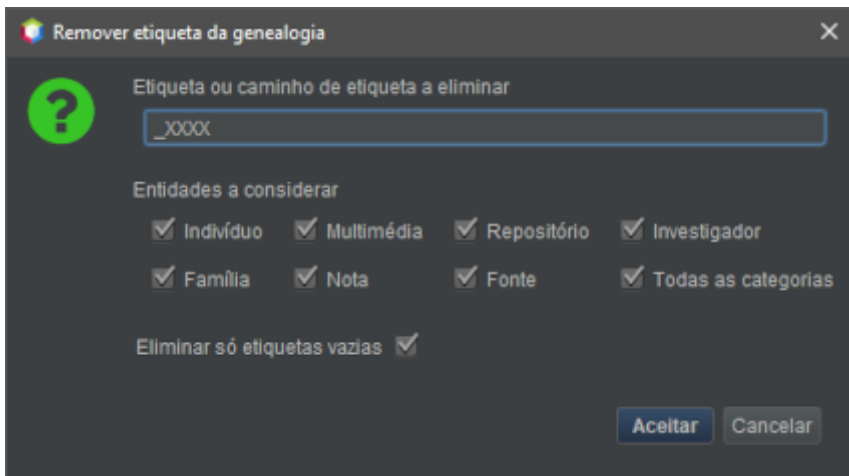 Remover etiqueta da genealogia
Etiqueta ou caminho de etiqueta a eliminar
_XXXX
Entidades a considerar
Indivíduo Multimédia Repositório Investigador
Família Nota Fonte Todas as categorias
Eliminar só etiquetas vazias
Aceitar Cancelar